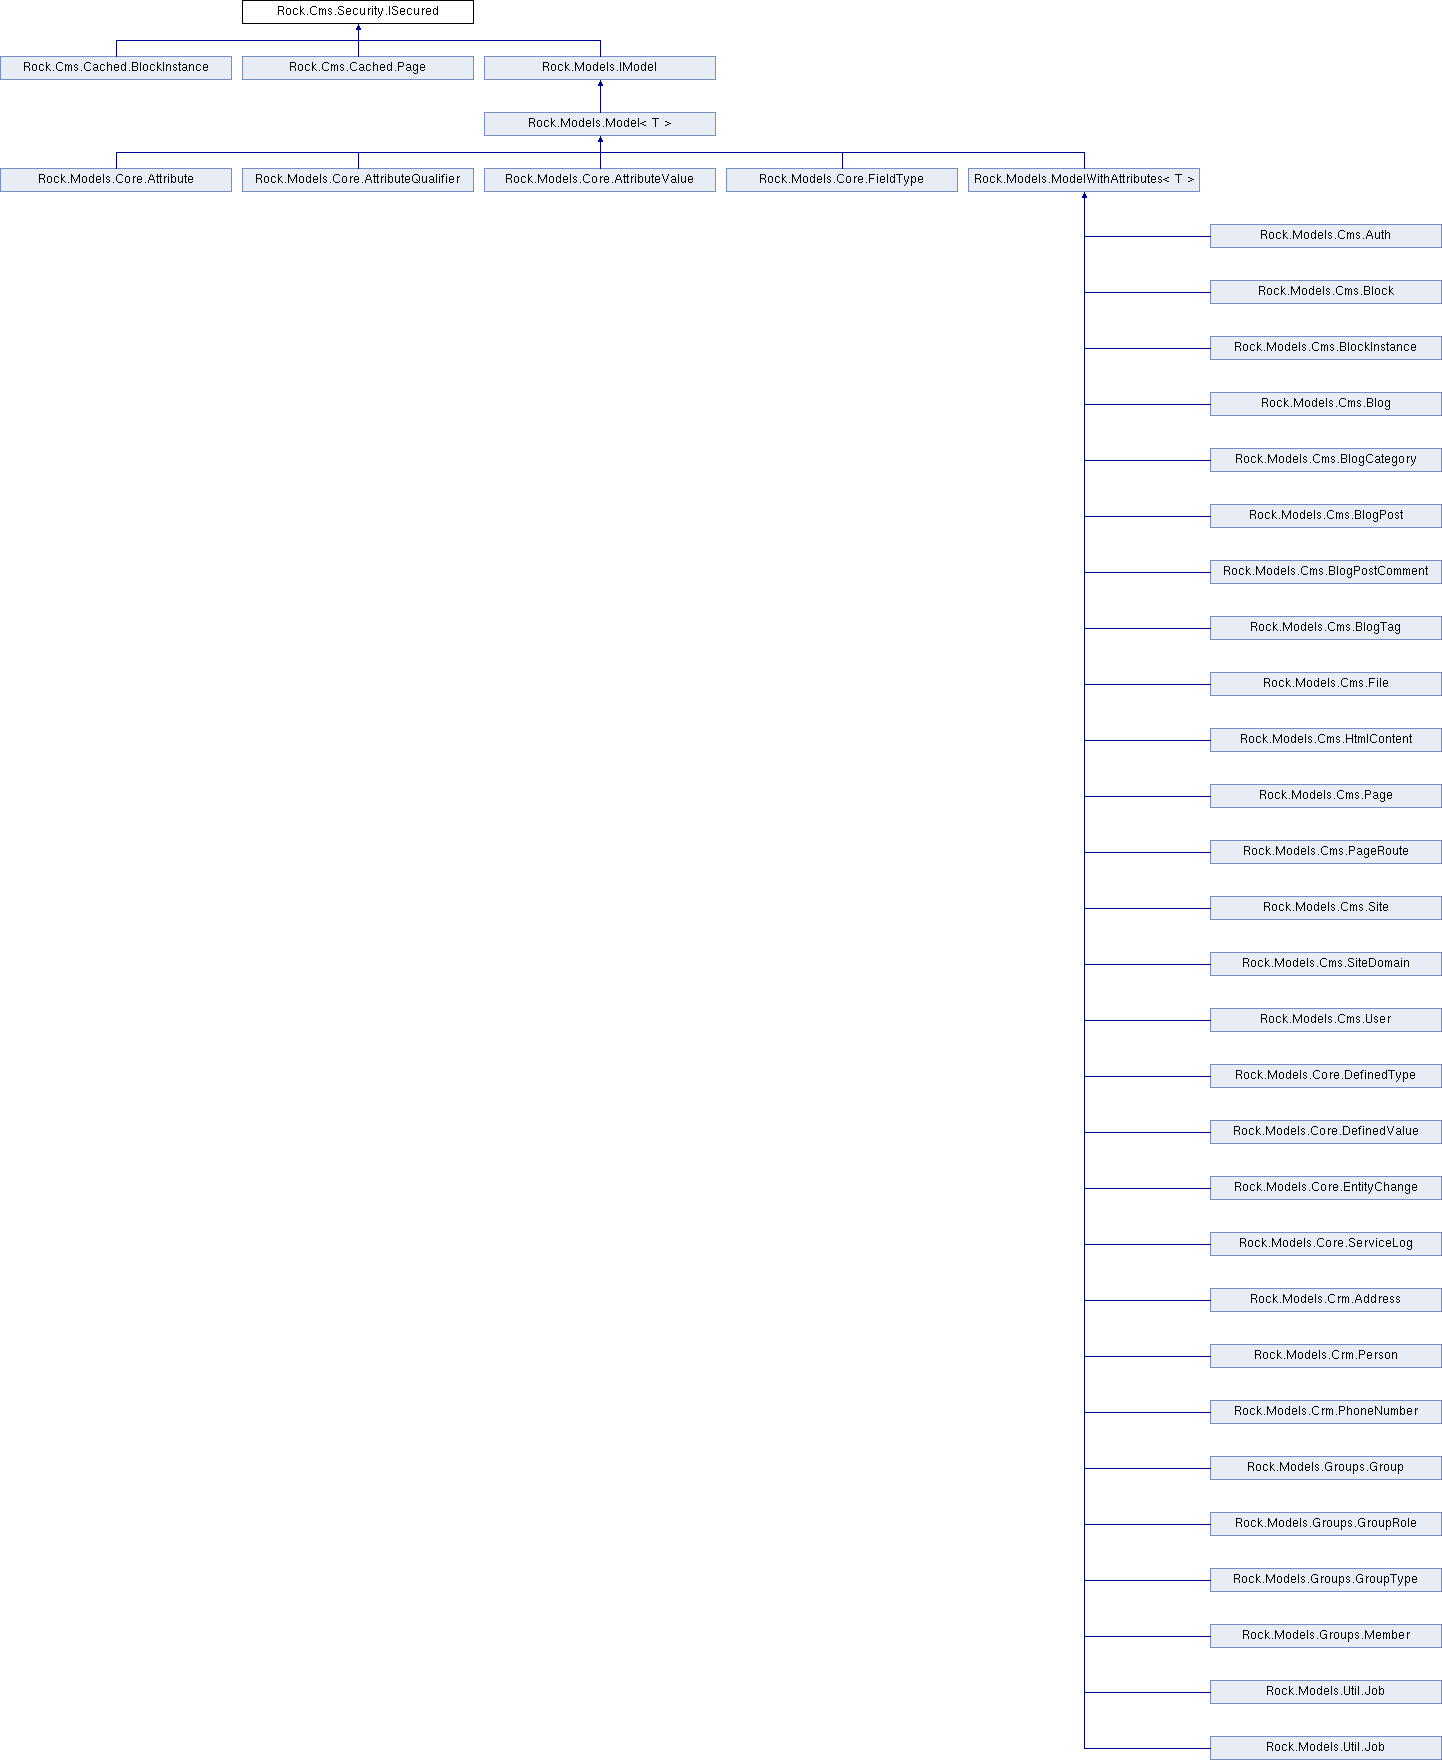 Rock.Cms.Security.ISecured
Rock.Cms.Cached.BlockInstance
Rock.Cms.Cached.Page
Rock.Models.IModel
Rock.Models.Model< T >
Rock.Models.Core.Attribute
Rock.Models.Core.AttributeQualifier
Rock.Models.Core.AttributeValue
Rock.Models.Core.FieldType
Rock.Models.ModelWithAttributes< T >
Rock.Models.Cms.Auth
Rock.Models.Cms.Block
Rock.Models.Cms.BlockInstance
Rock.Models.Cms.Blog
Rock.Models.Cms.BlogCategory
Rock.Models.Cms.BlogPost
Rock.Models.Cms.BlogPostComment
Rock.Models.Cms.BlogTag
Rock.Models.Cms.File
Rock.Models.Cms.HtmlContent
Rock.Models.Cms.Page
Rock.Models.Cms.PageRoute
Rock.Models.Cms.Site
Rock.Models.Cms.SiteDomain
Rock.Models.Cms.User
Rock.Models.Core.DefinedType
Rock.Models.Core.DefinedValue
Rock.Models.Core.EntityChange
Rock.Models.Core.ServiceLog
Rock.Models.Crm.Address
Rock.Models.Crm.Person
Rock.Models.Crm.PhoneNumber
Rock.Models.Groups.Group
Rock.Models.Groups.GroupRole
Rock.Models.Groups.GroupType
Rock.Models.Groups.Member
Rock.Models.Util.Job
Rock.Models.Util.Job